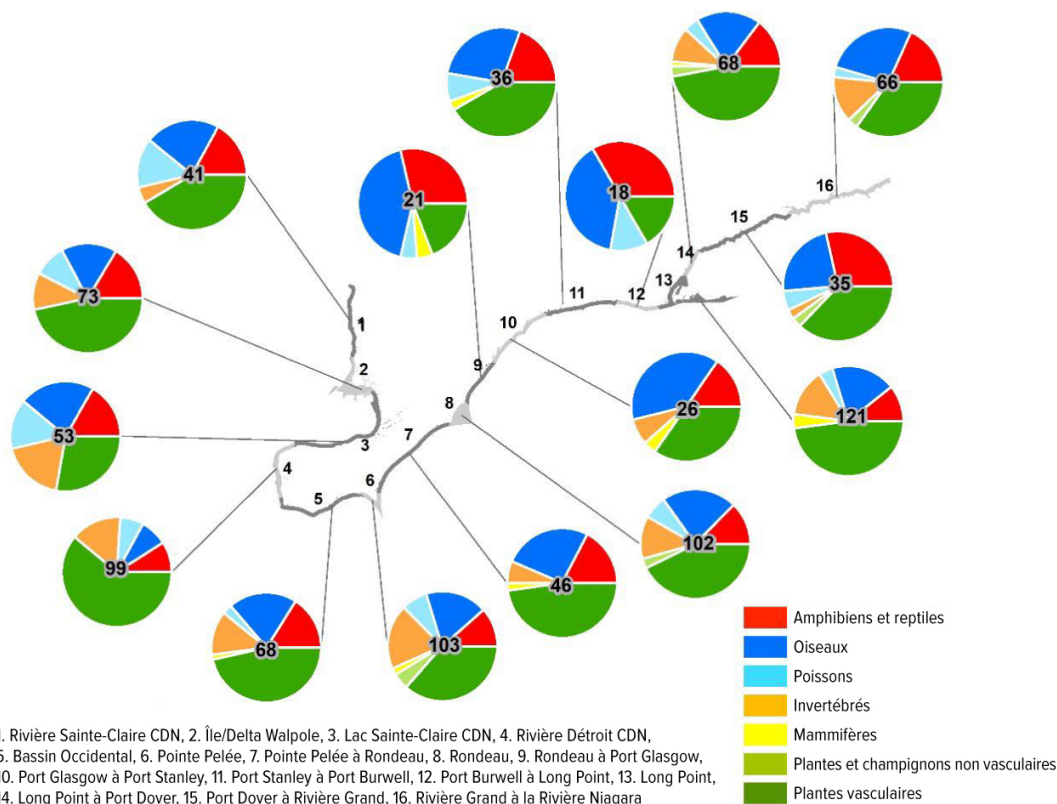 36
68
66
41
21
18
16
15
35
14
73
13
12
11
1
10
2
9
26
121
8
53
3
7
4
6
5
102
99
46
68
103
Amphibiens et reptiles
Oiseaux
Poissons
Invertébrés
Mammifères
Plantes et champignons non vasculaires
Plantes vasculaires
1. Rivière Sainte-Claire CDN, 2. Île/Delta Walpole, 3. Lac Sainte-Claire CDN, 4. Rivière Détroit CDN,
5. Bassin Occidental, 6. Pointe Pelée, 7. Pointe Pelée à Rondeau, 8. Rondeau, 9. Rondeau à Port Glasgow,
10. Port Glasgow à Port Stanley, 11. Port Stanley à Port Burwell, 12. Port Burwell à Long Point, 13. Long Point,
14. Long Point à Port Dover, 15. Port Dover à Rivière Grand, 16. Rivière Grand à la Rivière Niagara